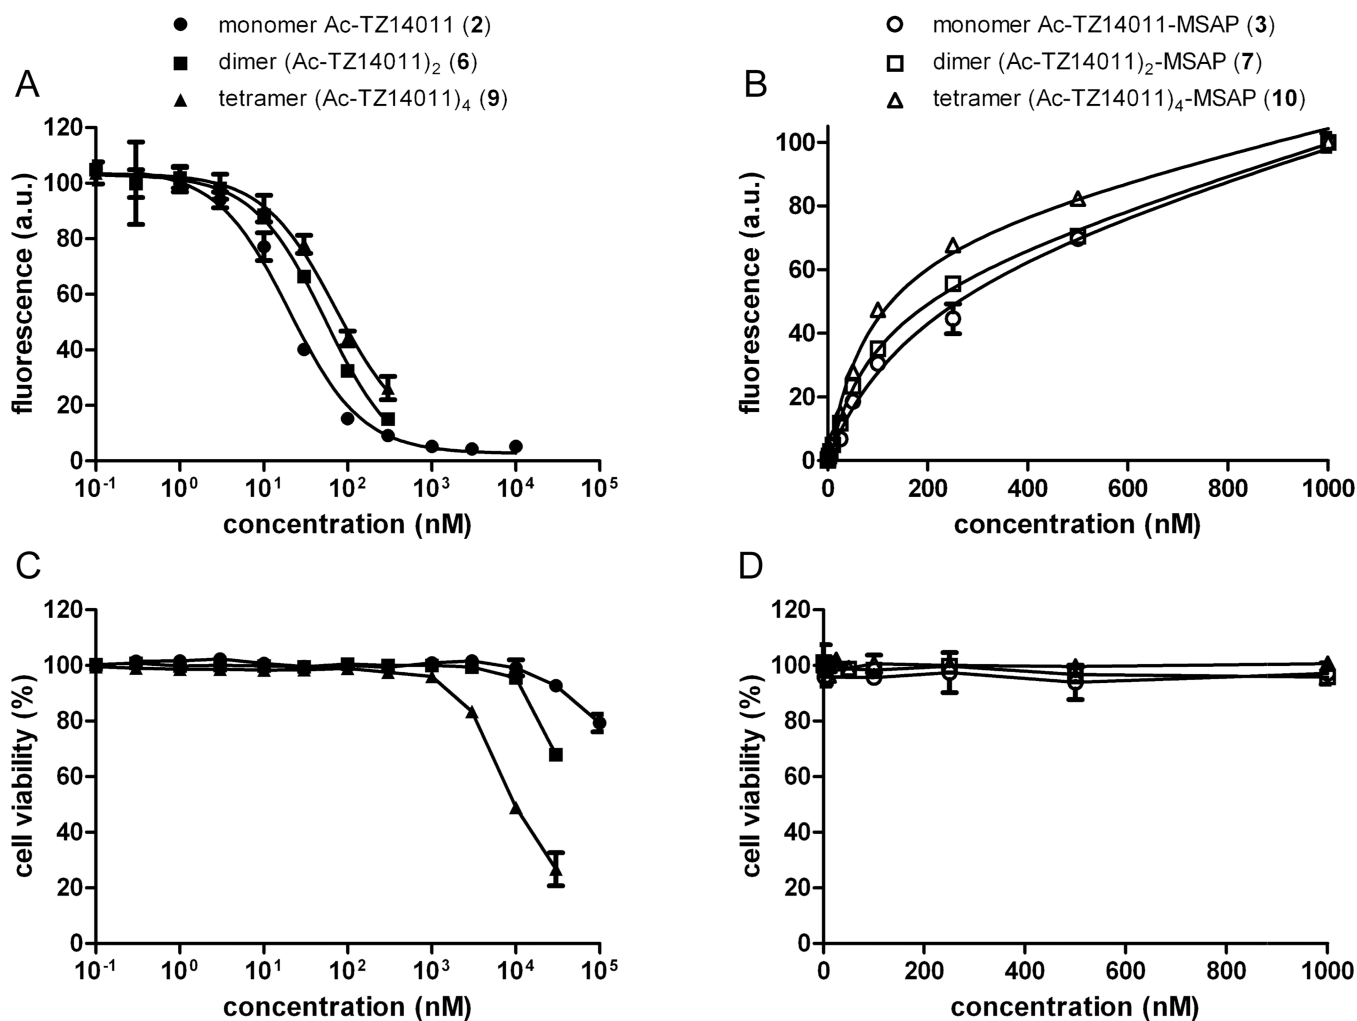 monomer Ac-TZ14011 (2)
dimer (Ac-TZ14011)2 (6)
tetramer (Ac-TZ14011)4 (9)
monomer Ac-TZ14011-MSAP (3)
dimer (Ac-TZ14011)2-MSAP (7)
tetramer (Ac-TZ14011)4-MSAP (10)
A
120
100
80
60
40
20
0
fluorescence (a.u.)
10-1 100 101 102 103 104 105
concentration (nM)
B
100
80
60
40
20
0
fluorescence (a.u.)
0 200 400 600 800 1000
concentration (nM)
C
120
100
80
60
40
20
0
cell viability (%)
10-1 100 101 102 103 104 105
concentration (nM)
D
120
100
80
60
40
20
0
cell viability (%)
0 200 400 600 800 1000
concentration (nM)